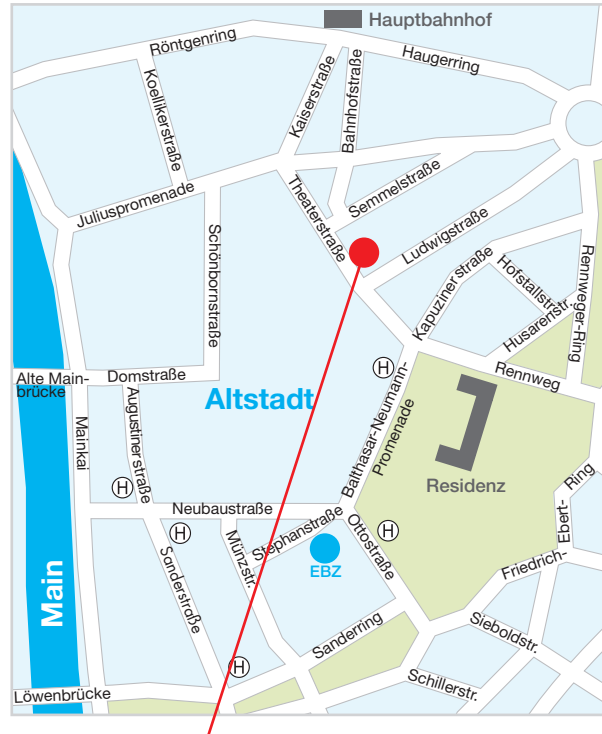 Hauptbahnhof
Röntgenring
Haugerring
Koellikerstraße
Kaiserstraße
Bahnhofstraße
Juliuspromenade
Theaterstraße
Semmelstraße
Schönbornstraße
Ludwigstraße
Kapuzinerstraße
Hofstallstr.
Husarenstr.
Rennweger-Ring
Rennweg
H
Alte Main-
brücke
Domstraße
Altstadt
Mainkai
Augustinerstraße
Balthasar-Neumann-
Promenade
Residenz
H
Neubaustraße
H
H
Stephanstraße
Münzstr.
Ottostraße
EBZ
Friedrich-
Ebert-
Ring
Main
Sanderstraße
Sanderring
Sieboldstr.
H
Schillerstr.
Löwenbrücke